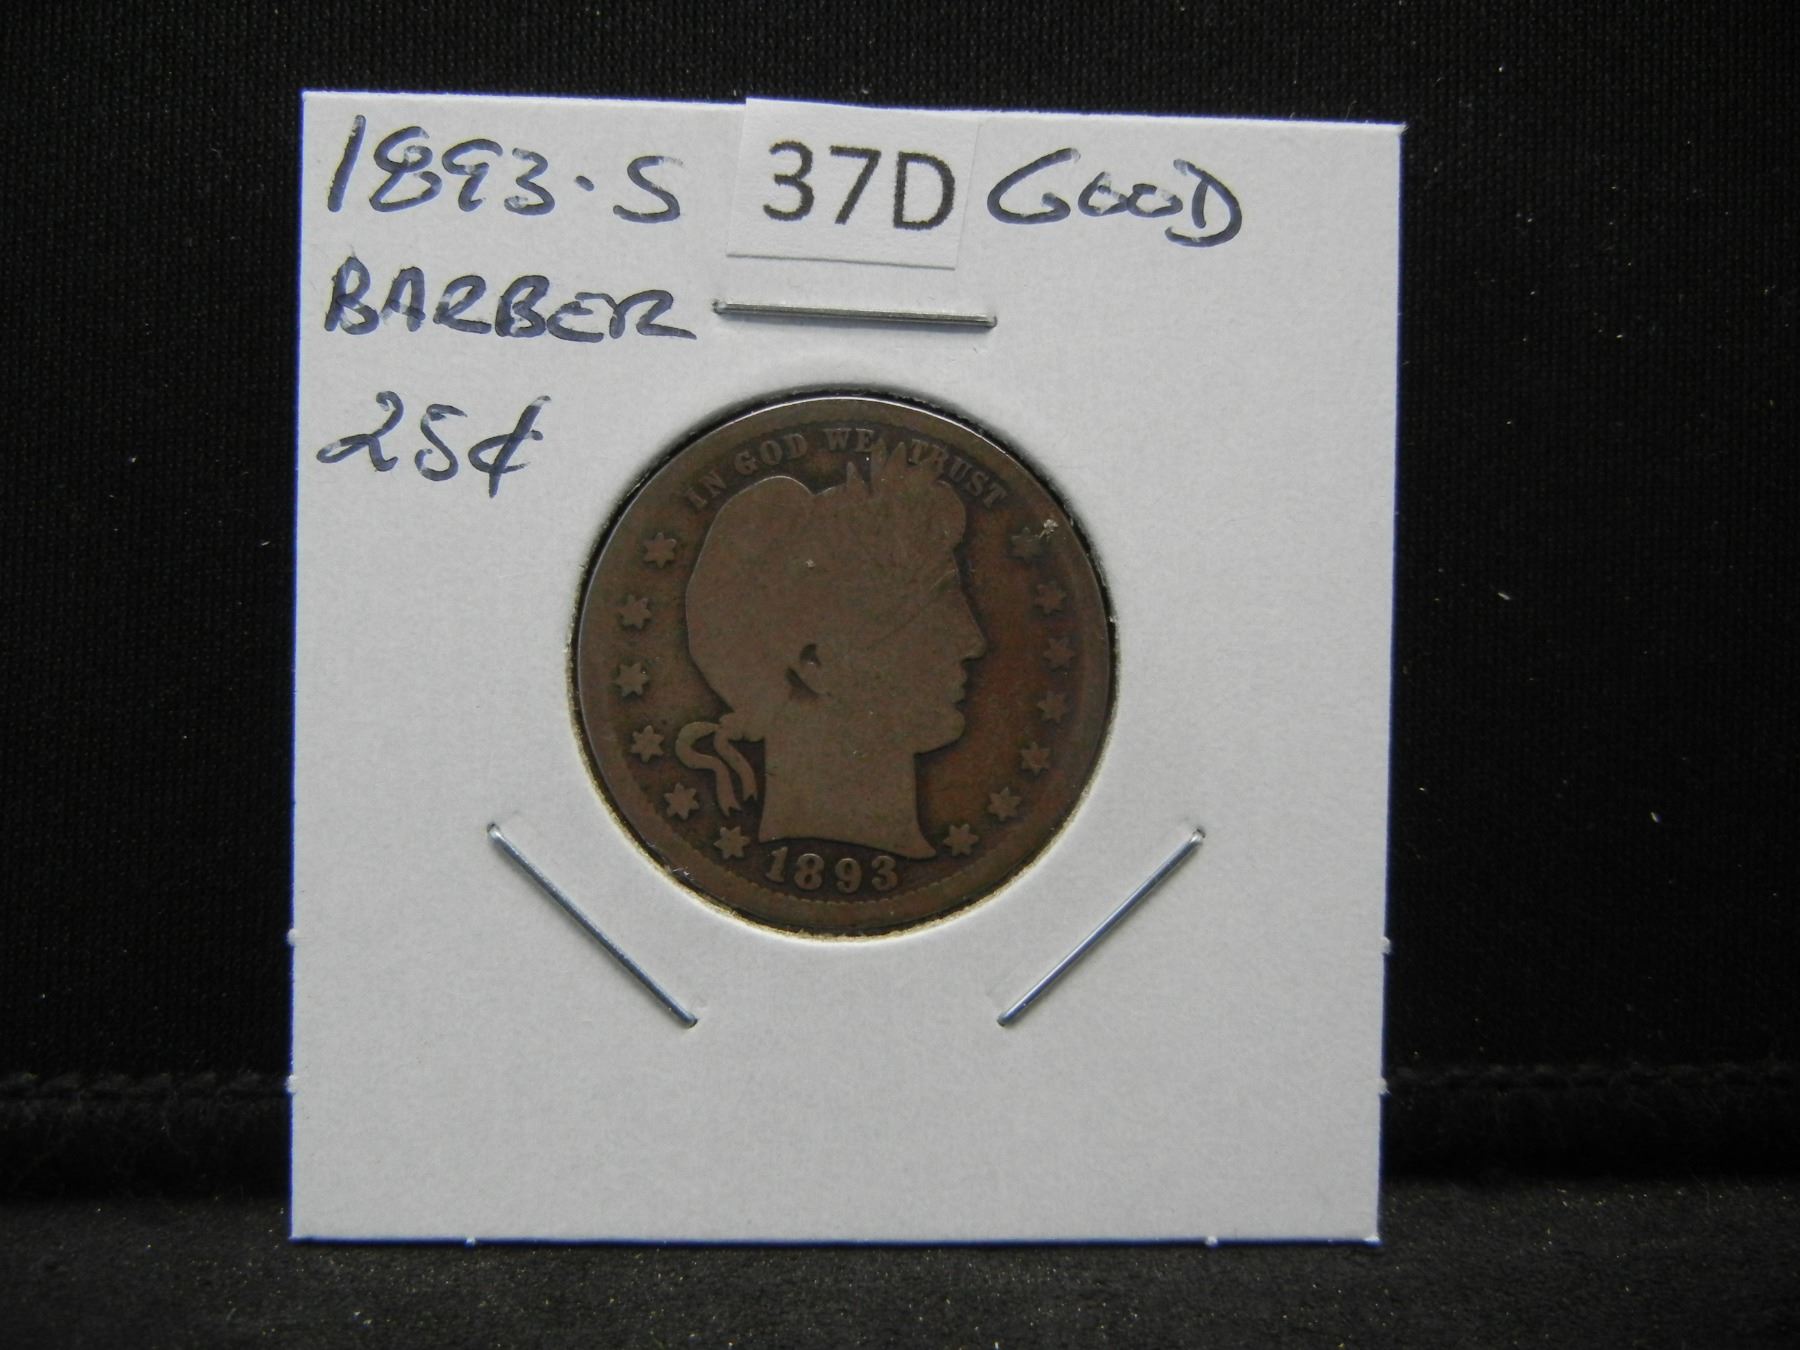 1893·S 37D GOOD
BARBER
25¢
IN GOD WE TRUST
1893